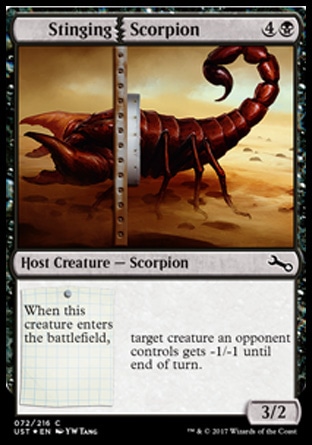 Stinging Scorpion 4
Host Creature — Scorpion
When this
creature enters
the battlefield,
target creature an opponent
controls gets -1/-1 until
end of turn.
3/2
072/216 C
UST EN YW Tang
™ & © 2017 Wizards of the Coast